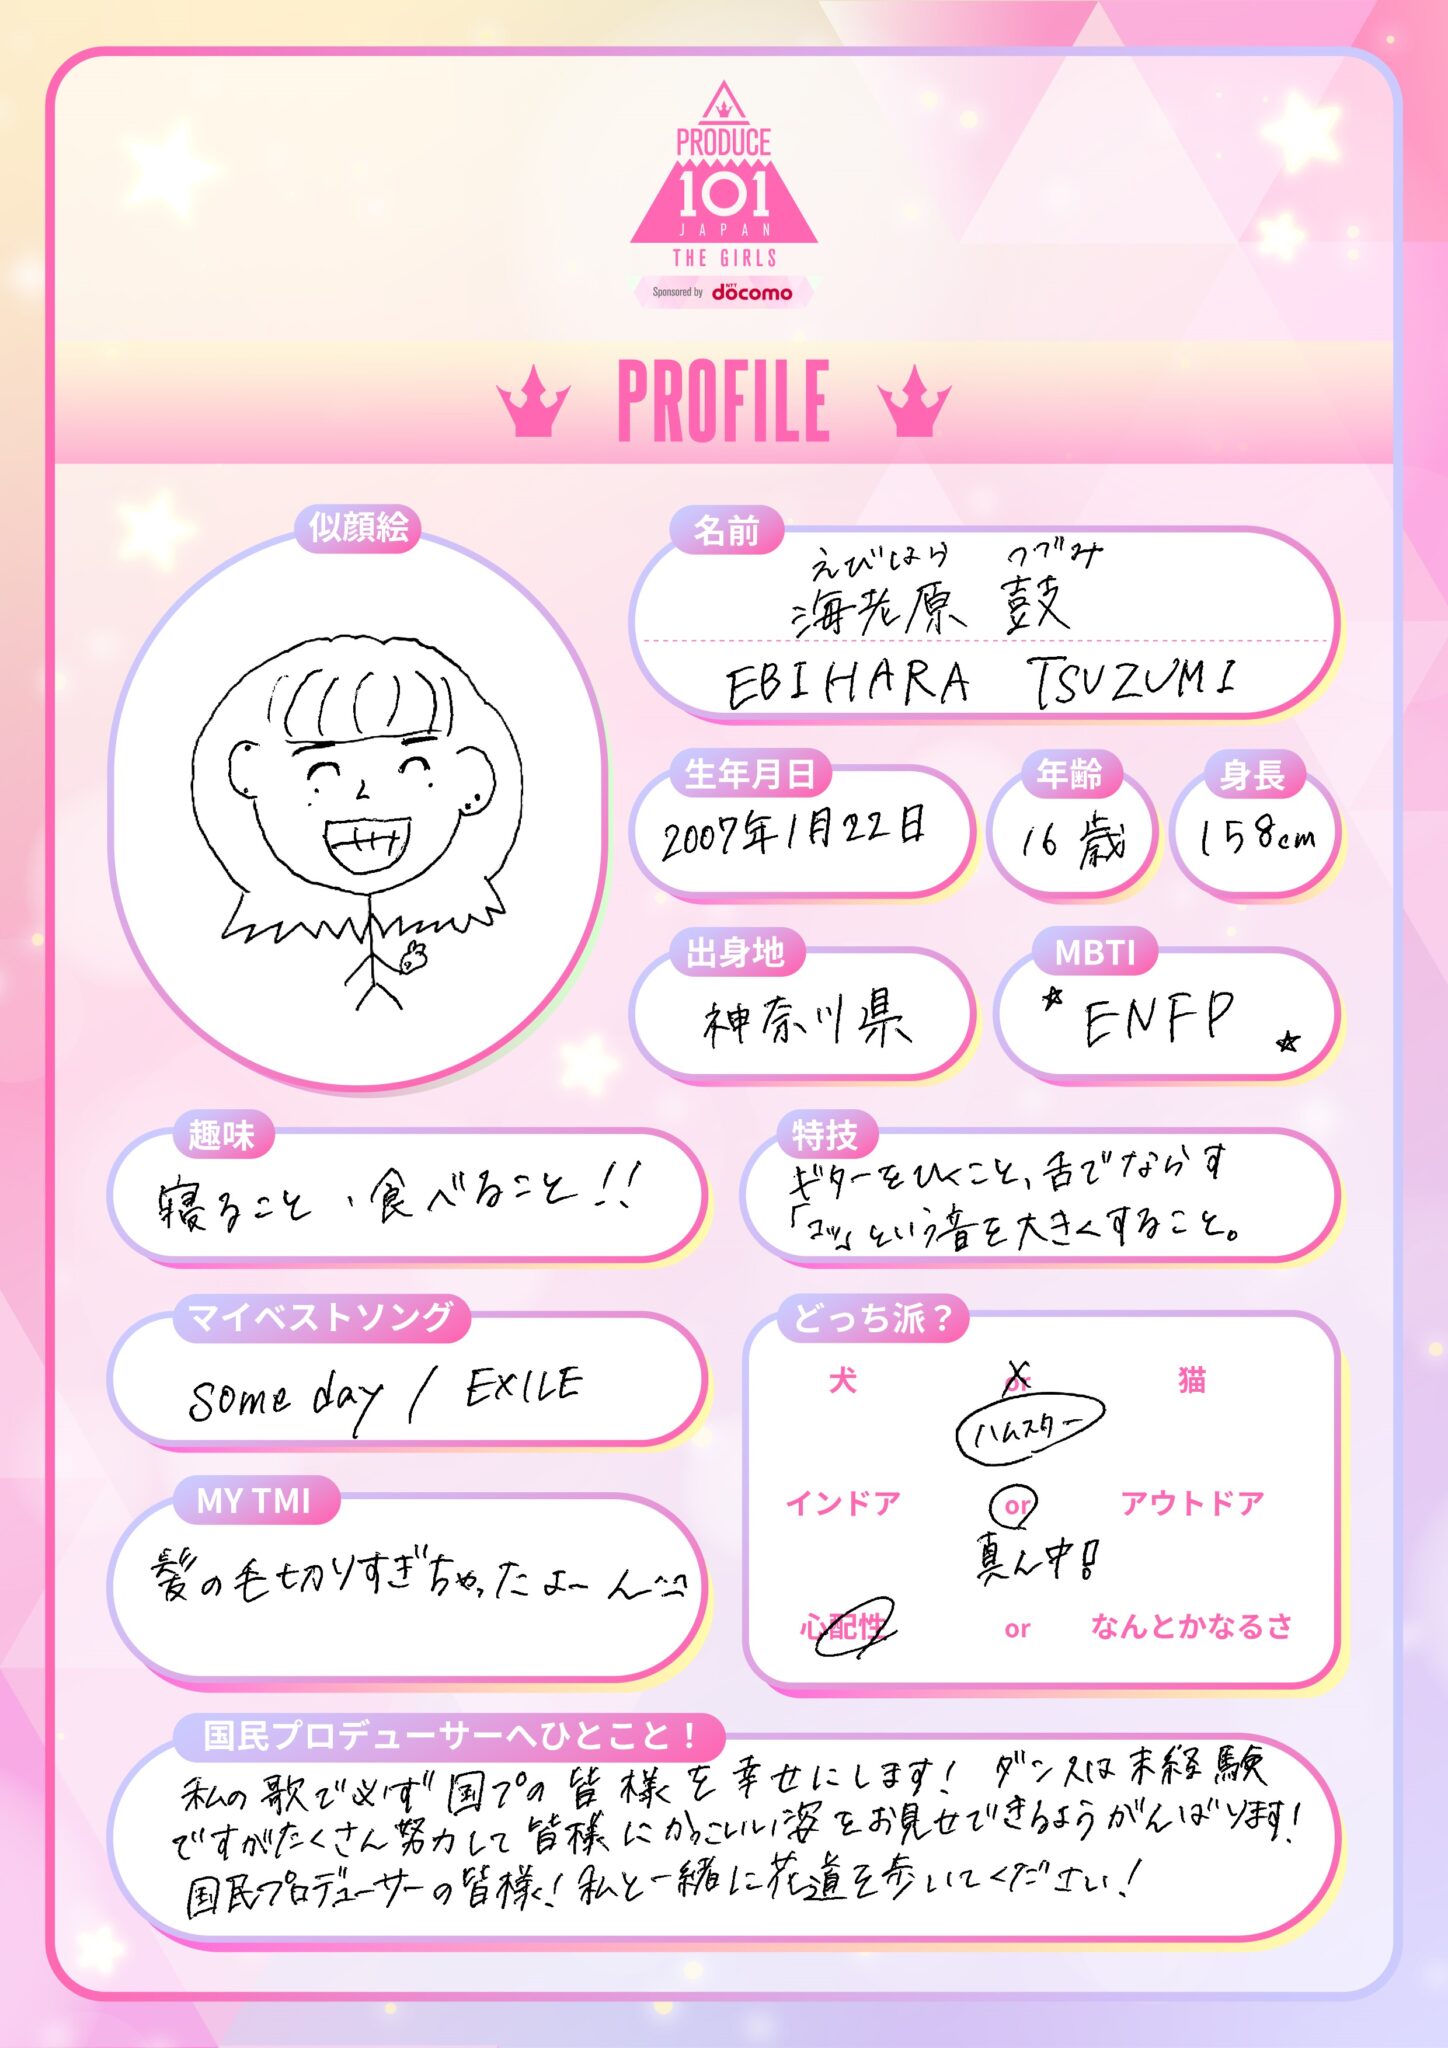 PRODUCE
101
JAPAN
THE GIRLS
Sponsored by NTT docomo
PROFILE
似顔絵
名前
えびはら つづみ
海老原 鼓
EBIHARA TSUZUMI
生年月日
2007年1月22日
年齢
16歳
身長
158cm
出身地
神奈川県
MBTI
☆ ENFP ☆
趣味
寝ること、食べること!!
特技
ギターをひくこと、舌でならす
「コッ」という音を大きくすること。
マイベストソング
some day / EXILE
どっち派？
犬 or 猫
ハムスター
インドア or アウトドア
真ん中!
心配性 or なんとかなるさ
MY TMI
髪の毛切りすぎちゃったよーん^_^
国民プロデューサーへひとこと！
私の歌で必ず国プの皆様を幸せにします! ダンスは未経験
ですがたくさん努力して皆様にかっこいい姿をお見せできるようがんばります!
国民プロデューサーの皆様!私と一緒に花道を歩いてください!